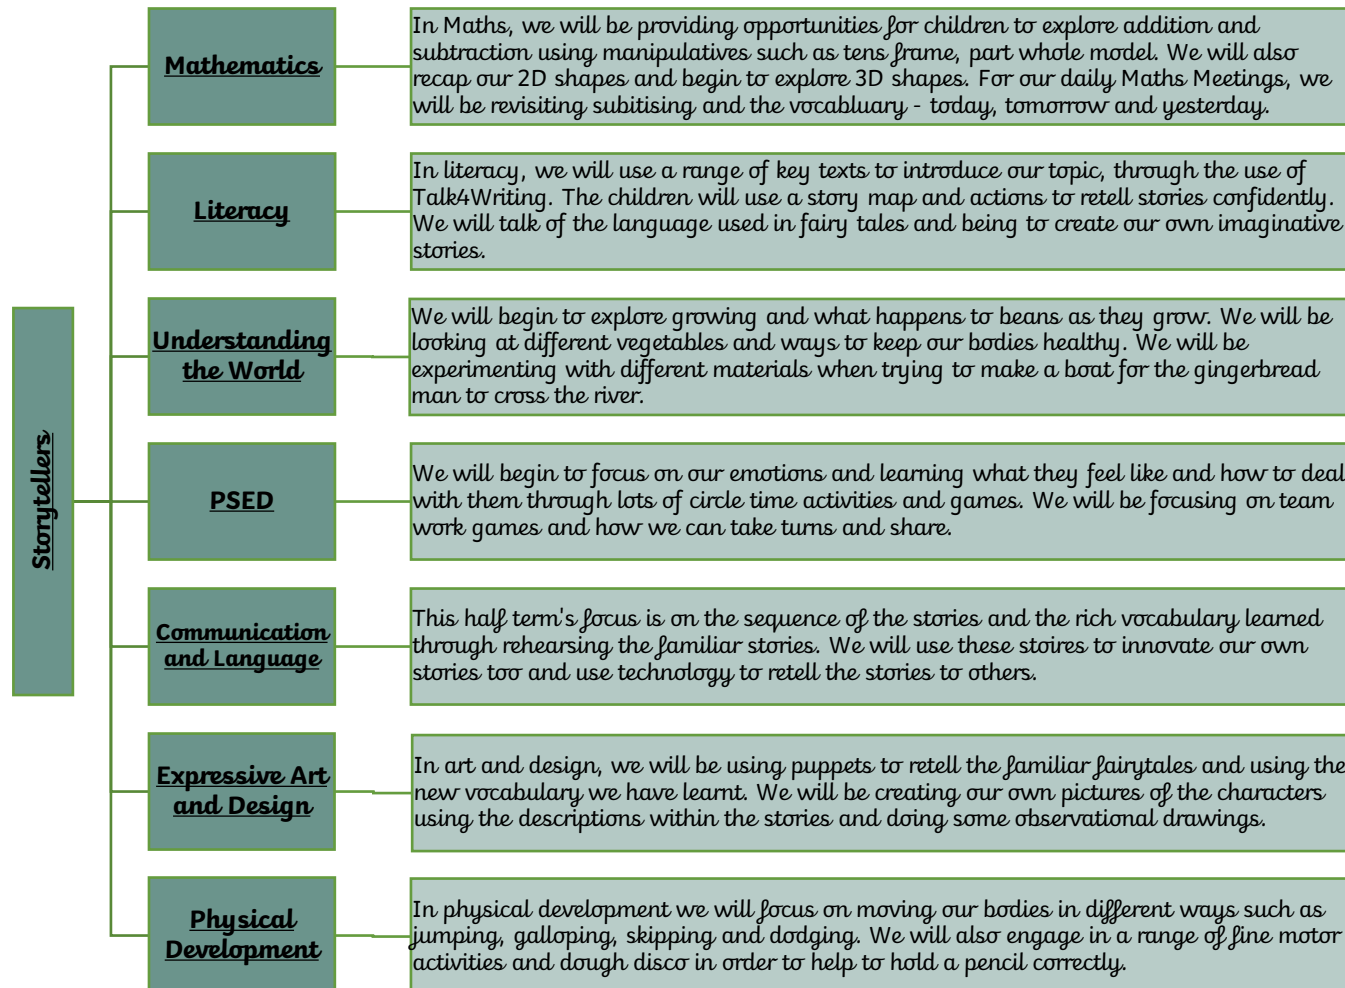 Storytellers
Mathematics
In Maths, we will be providing opportunities for children to explore addition and
subtraction using manipulatives such as tens frame, part whole model. We will also
recap our 2D shapes and begin to explore 3D shapes. For our daily Maths Meetings, we
will be revisiting subitising and the vocabluary - today, tomorrow and yesterday.
Literacy
In literacy, we will use a range of key texts to introduce our topic, through the use of
Talk4Writing. The children will use a story map and actions to retell stories confidently.
We will talk of the language used in fairy tales and being to create our own imaginative
stories.
Understanding
the World
We will begin to explore growing and what happens to beans as they grow. We will be
looking at different vegetables and ways to keep our bodies healthy. We will be
experimenting with different materials when trying to make a boat for the gingerbread
man to cross the river.
PSED
We will begin to focus on our emotions and learning what they feel like and how to deal
with them through lots of circle time activities and games. We will be focusing on team
work games and how we can take turns and share.
Communication
and Language
This half term's focus is on the sequence of the stories and the rich vocabulary learned
through rehearsing the familiar stories. We will use these stoires to innovate our own
stories too and use technology to retell the stories to others.
Expressive Art
and Design
In art and design, we will be using puppets to retell the familiar fairytales and using the
new vocabulary we have learnt. We will be creating our own pictures of the characters
using the descriptions within the stories and doing some observational drawings.
Physical
Development
In physical development we will focus on moving our bodies in different ways such as
jumping, galloping, skipping and dodging. We will also engage in a range of fine motor
activities and dough disco in order to help to hold a pencil correctly.